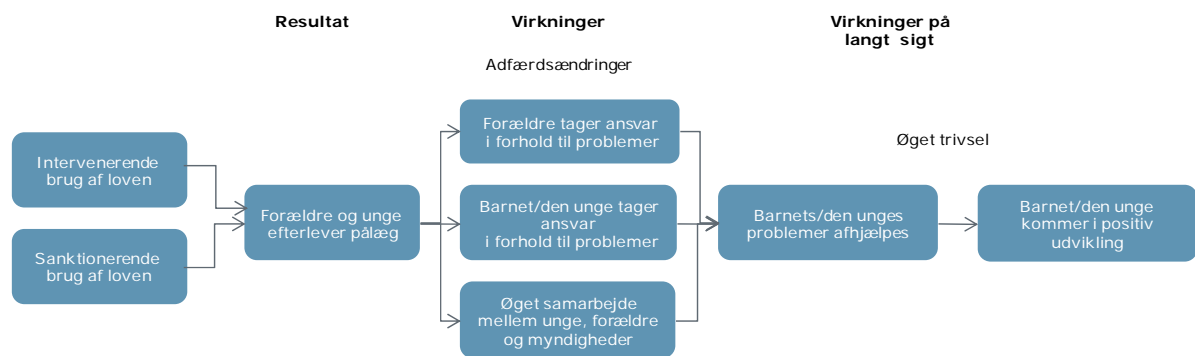 Resultat
Virkninger
Virkninger på
langt sigt
Adfærdsændringer
Øget trivsel
Intervenerende
brug af loven
Sanktionerende
brug af loven
Forældre og unge
efterlever pålæg
Forældre tager ansvar
i forhold til problemer
Barnet/den unge tager
ansvar
i forhold til problemer
Øget samarbejde
mellem unge, forældre
og myndigheder
Barnets/den unges
problemer afhjælpes
Barnet/den unge
kommer i positiv
udvikling